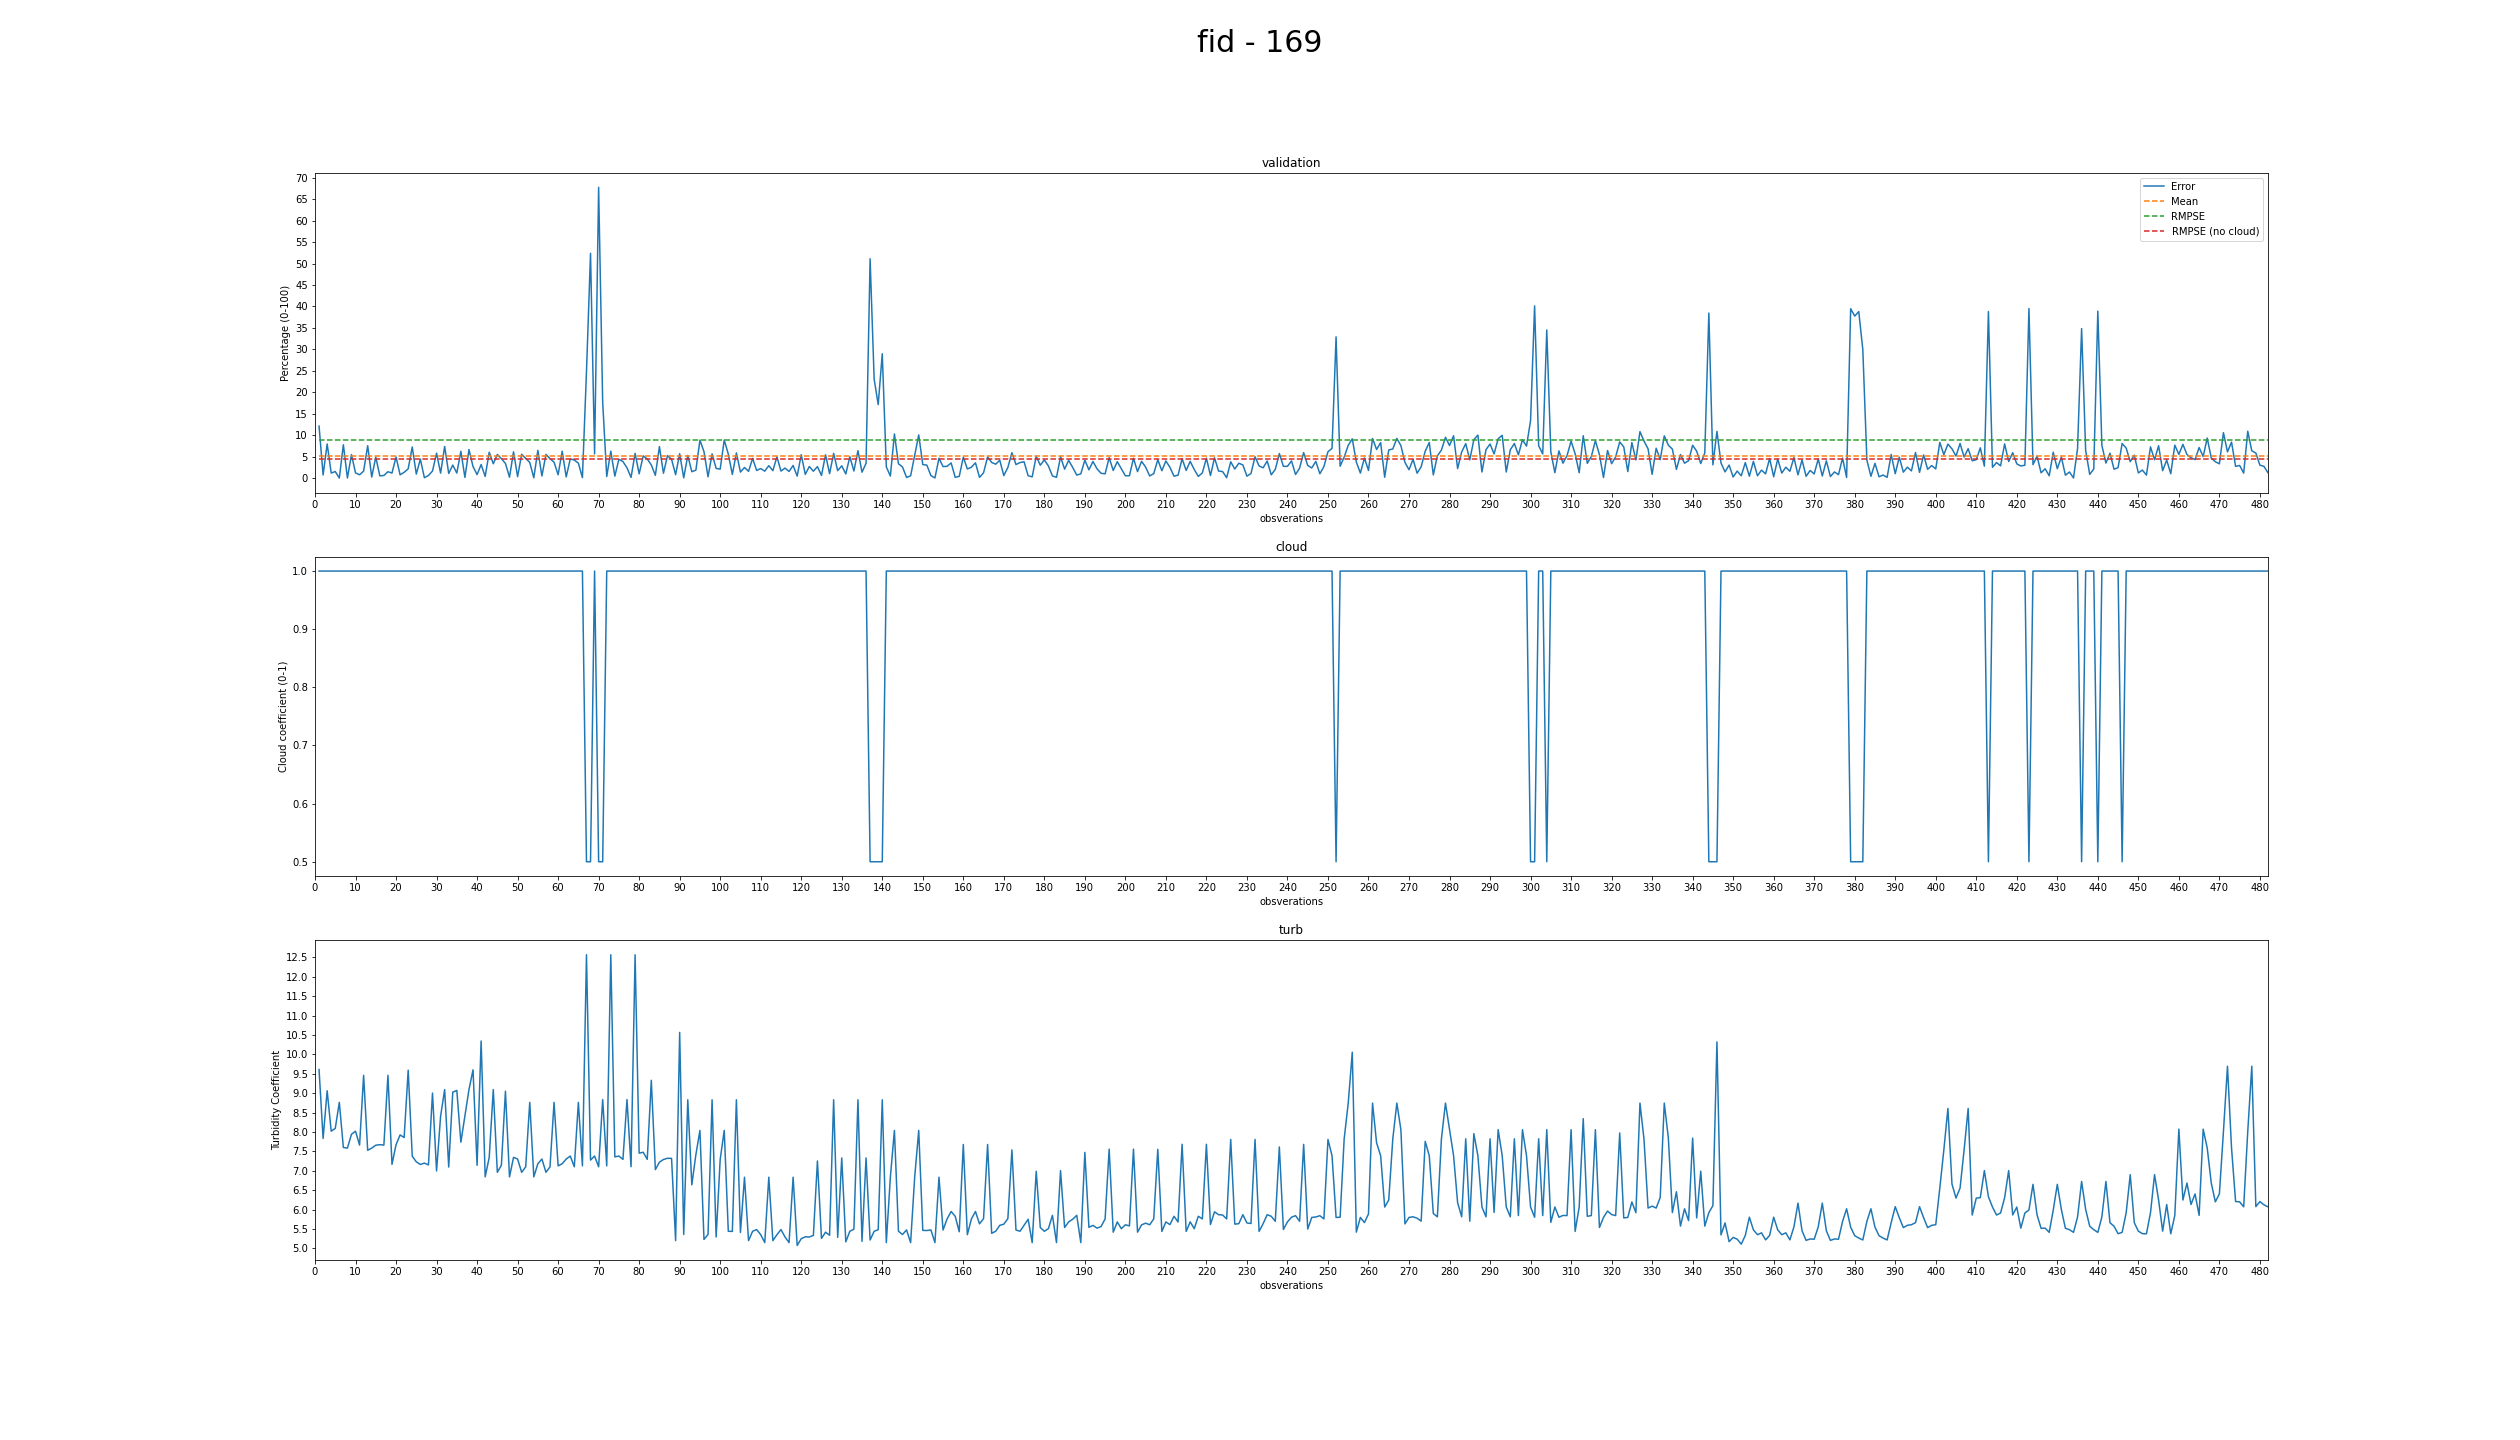 fid - 169
validation
Percentage (0-100)
70
65
60
55
50
45
40
35
30
25
20
15
10
5
0
Error
Mean
RMPSE
RMPSE (no cloud)
0 10 20 30 40 50 60 70 80 90 100 110 120 130 140 150 160 170 180 190 200 210 220 230 240 250 260 270 280 290 300 310 320 330 340 350 360 370 380 390 400 410 420 430 440 450 460 470 480
obsverations
cloud
Cloud coefficient (0-1)
1.0
0.9
0.8
0.7
0.6
0.5
0 10 20 30 40 50 60 70 80 90 100 110 120 130 140 150 160 170 180 190 200 210 220 230 240 250 260 270 280 290 300 310 320 330 340 350 360 370 380 390 400 410 420 430 440 450 460 470 480
obsverations
turb
Turbidity Coefficient
12.5
12.0
11.5
11.0
10.5
10.0
9.5
9.0
8.5
8.0
7.5
7.0
6.5
6.0
5.5
5.0
0 10 20 30 40 50 60 70 80 90 100 110 120 130 140 150 160 170 180 190 200 210 220 230 240 250 260 270 280 290 300 310 320 330 340 350 360 370 380 390 400 410 420 430 440 450 460 470 480
obsverations